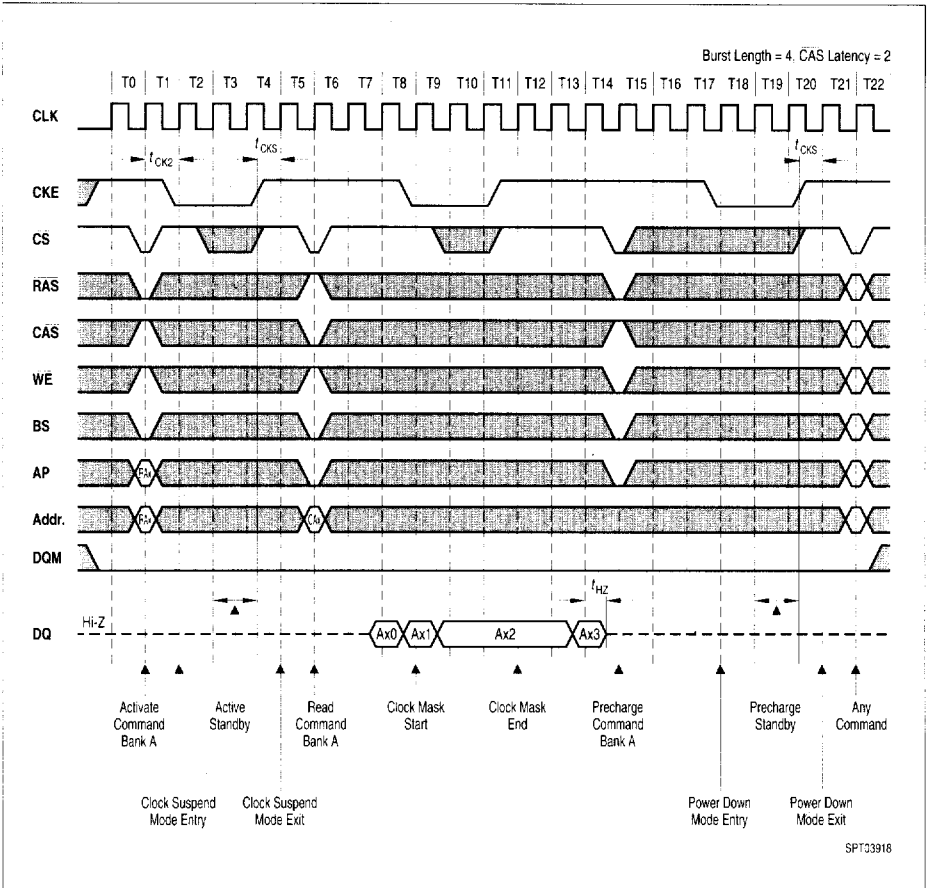 Burst Length = 4, CAS Latency = 2
T0 T1 T2 T3 T4 T5 T6 T7 T8 T9 T10 T11 T12 T13 T14 T15 T16 T17 T18 T19 T20 T21 T22
CLK
tCK2 tCKS tCKS
CKE
CS
RAS
CAS
WE
BS
AP RAx
Addr. RAx CAx
DQM
tHZ
DQ Hi-Z Ax0 Ax1 Ax2 Ax3
Activate Command Bank A
Active Standby
Read Command Bank A
Clock Mask Start
Clock Mask End
Precharge Command Bank A
Precharge Standby
Any Command
Clock Suspend Mode Entry
Clock Suspend Mode Exit
Power Down Mode Entry
Power Down Mode Exit
SPT03918